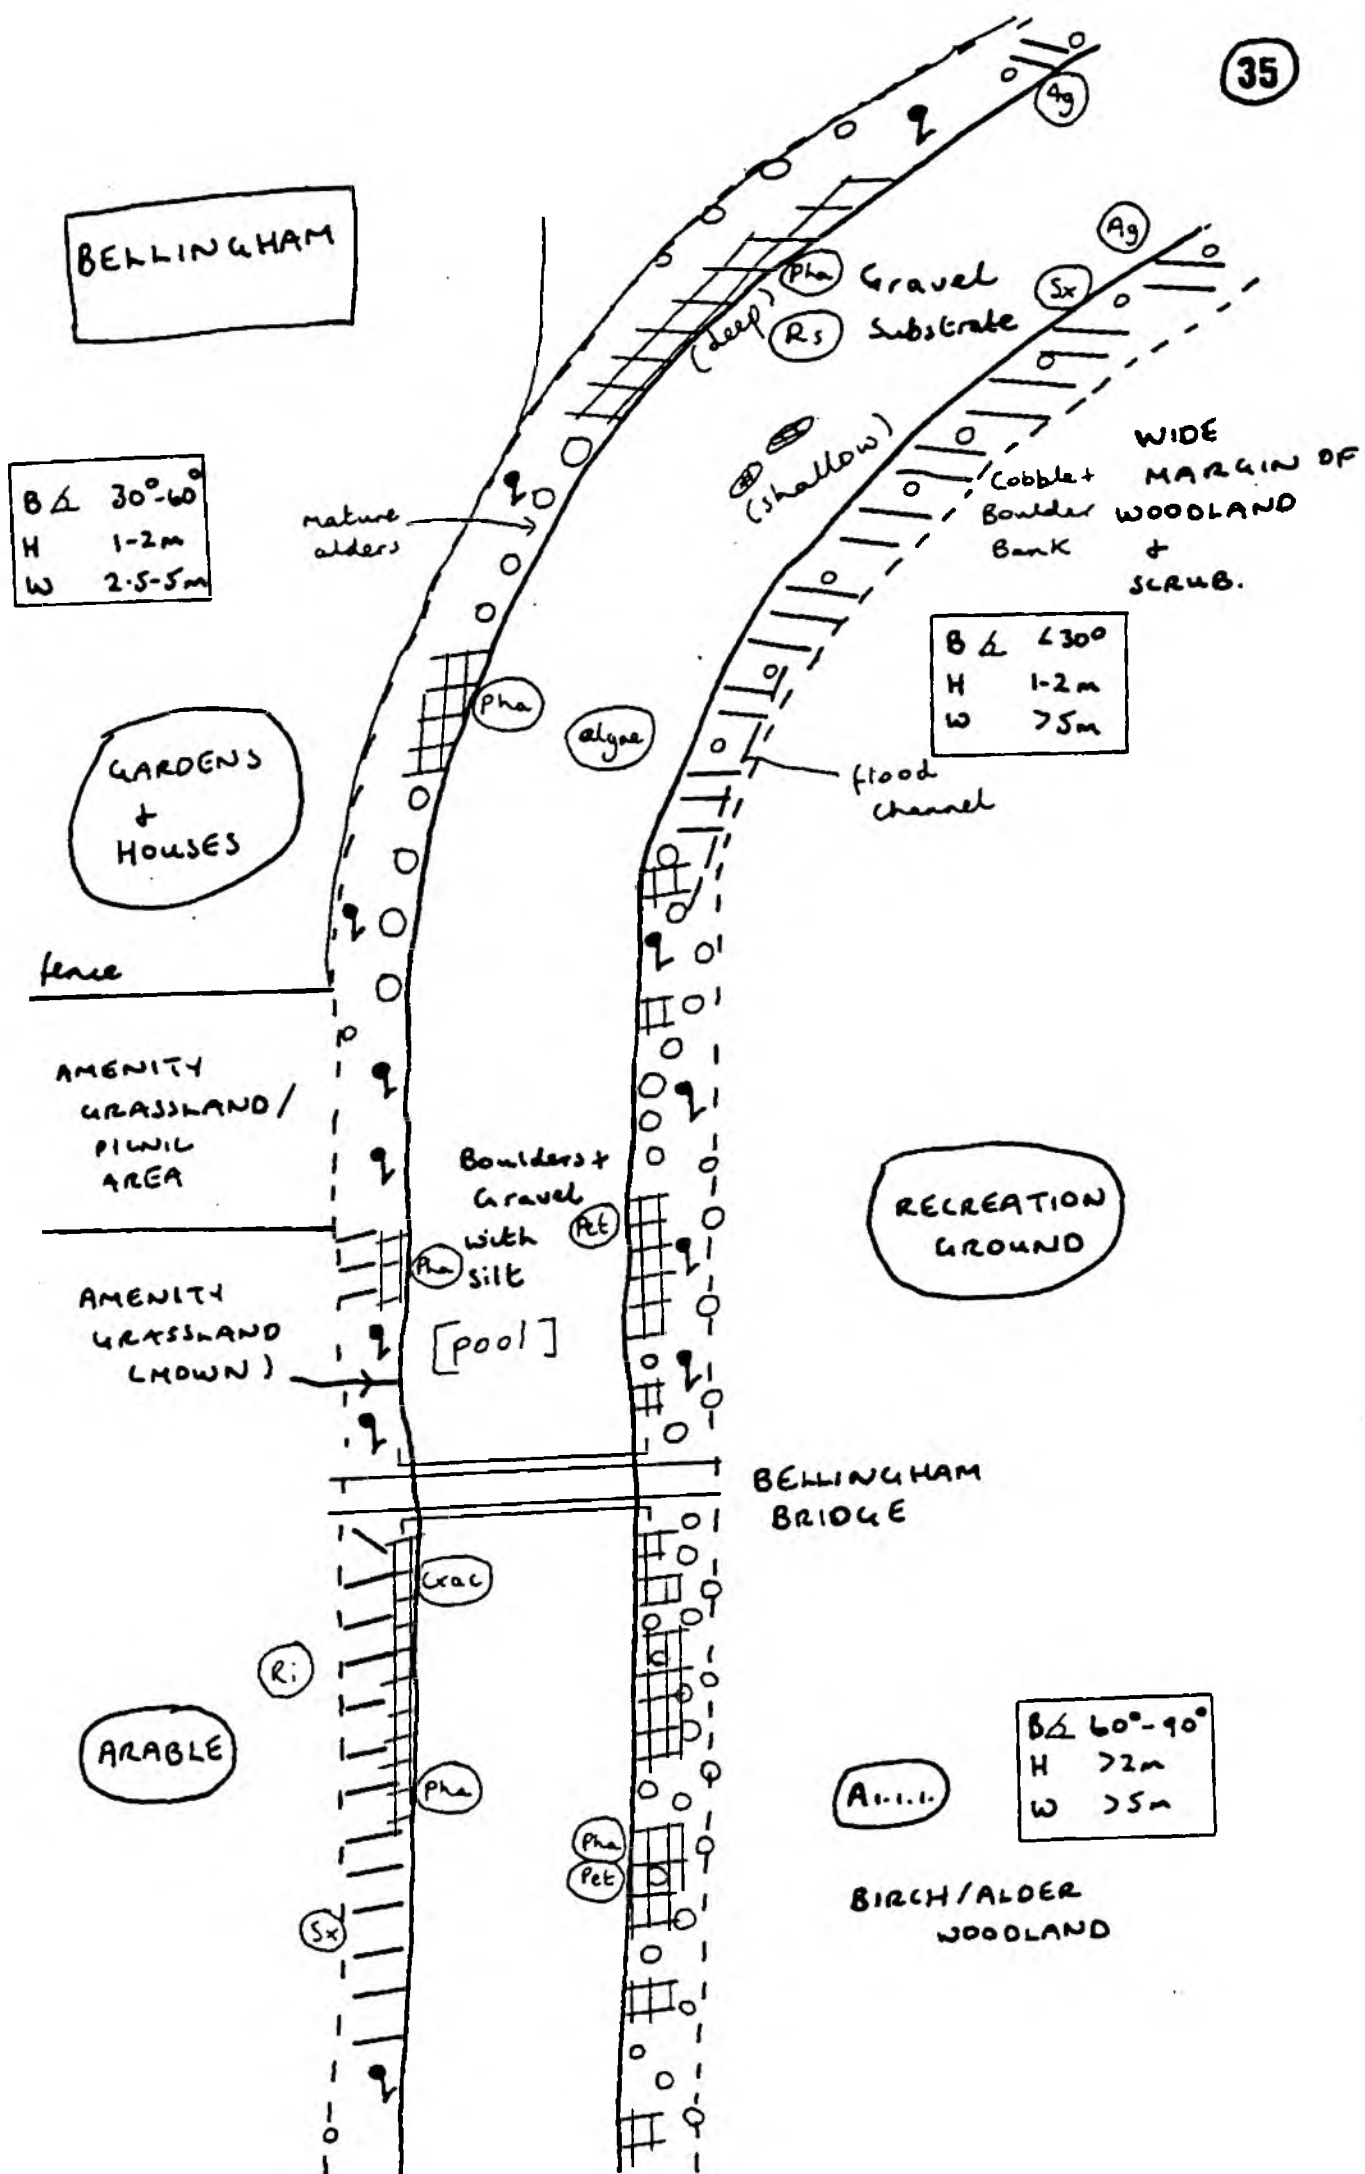 35
Ag
BELLINGHAM
Ag
Sx
Pha
Gravel
(deep)
Rs
Substrate
B∡ 30°-60°
H 1-2m
W 2.5-5m
mature
alders
(shallow)
Cobble +
Boulder
Bank
WIDE
MARGIN OF
WOODLAND
+
SCRUB.
B∡ <30°
H 1-2m
W >5m
Pha
algae
flood
channel
GARDENS
+
HOUSES
fence
AMENITY
GRASSLAND/
PICNIC
AREA
Boulders +
Gravel
with
silt
Pet
Pha
RECREATION
GROUND
AMENITY
GRASSLAND
(MOWN)
[pool]
BELLINGHAM
BRIDGE
Cxac
Ri
ARABLE
Pha
B∡ 60°-90°
H >2m
W >5m
A1.1.1.
Pha
Pet
BIRCH/ALDER
WOODLAND
Sx